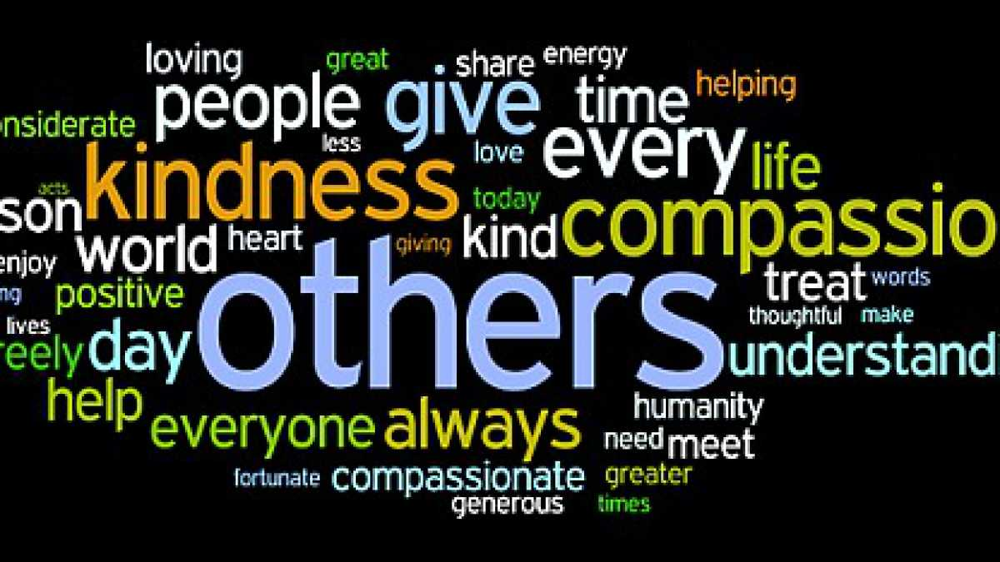 loving great share energy
people give time helping
onsiderate less love every life
acts kindness today compassio
son world heart giving kind
enjoy others treat words
ng positive thoughtful make
lives
reely day understandi
help humanity
everyone always need meet
fortunate compassionate greater
generous times